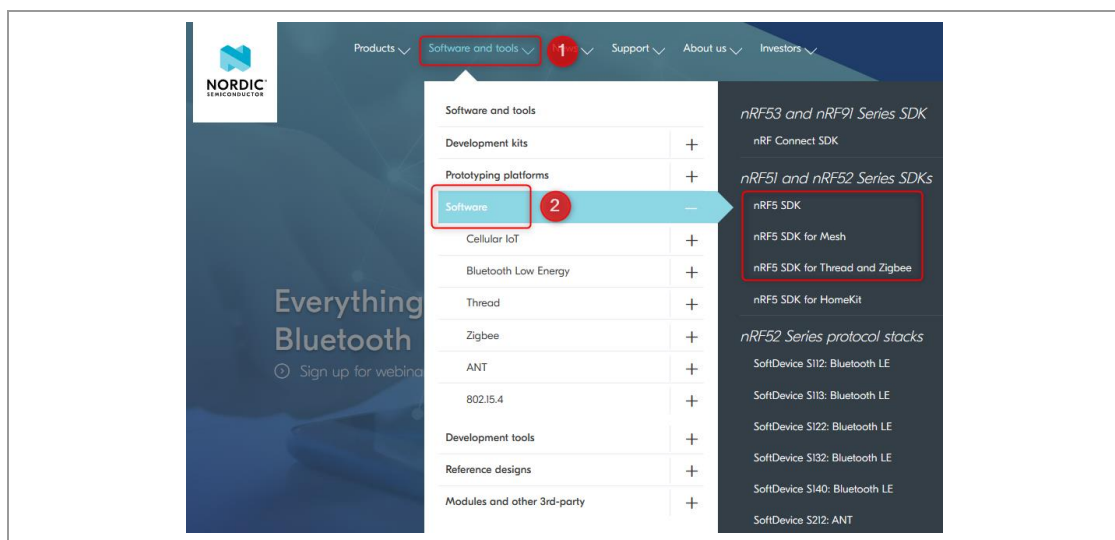 NORDIC
SEMICONDUCTOR
Products Software and tools 1 Support About us Investors
Software and tools
Development kits
Prototyping platforms
Software 2
Cellular IoT
Bluetooth Low Energy
Thread
Zigbee
ANT
802.15.4
Development tools
Reference designs
Modules and other 3rd-party
nRF53 and nRF91 Series SDK
nRF Connect SDK
nRF51 and nRF52 Series SDKs
nRF5 SDK
nRF5 SDK for Mesh
nRF5 SDK for Thread and Zigbee
nRF5 SDK for HomeKit
nRF52 Series protocol stacks
SoftDevice S112: Bluetooth LE
SoftDevice S113: Bluetooth LE
SoftDevice S122: Bluetooth LE
SoftDevice S132: Bluetooth LE
SoftDevice S140: Bluetooth LE
SoftDevice S212: ANT
Everything
Bluetooth
Sign up for